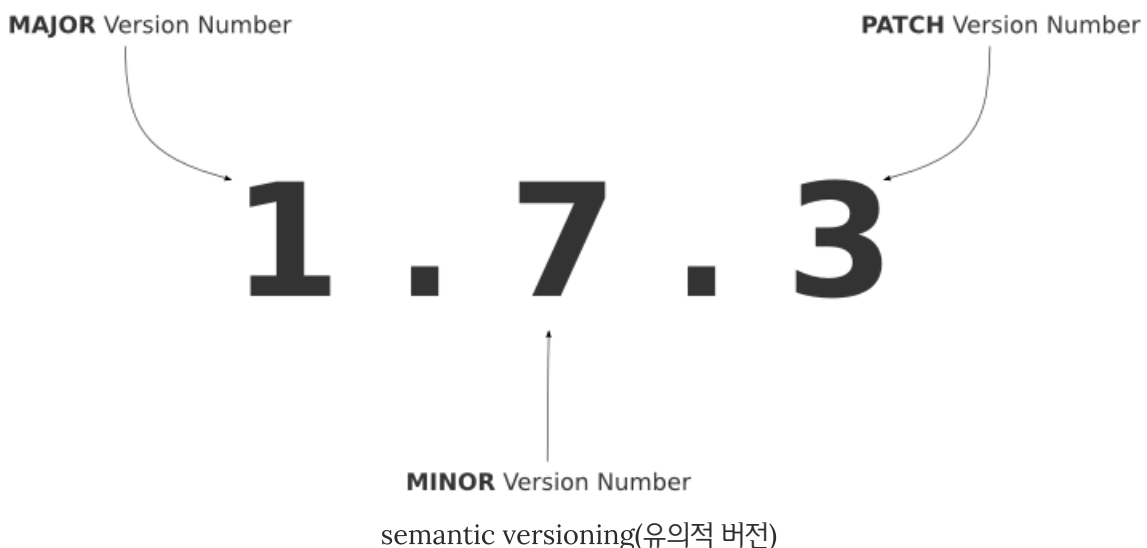 MAJOR Version Number
PATCH Version Number
1 . 7 . 3
MINOR Version Number
semantic versioning(유의적 버전)